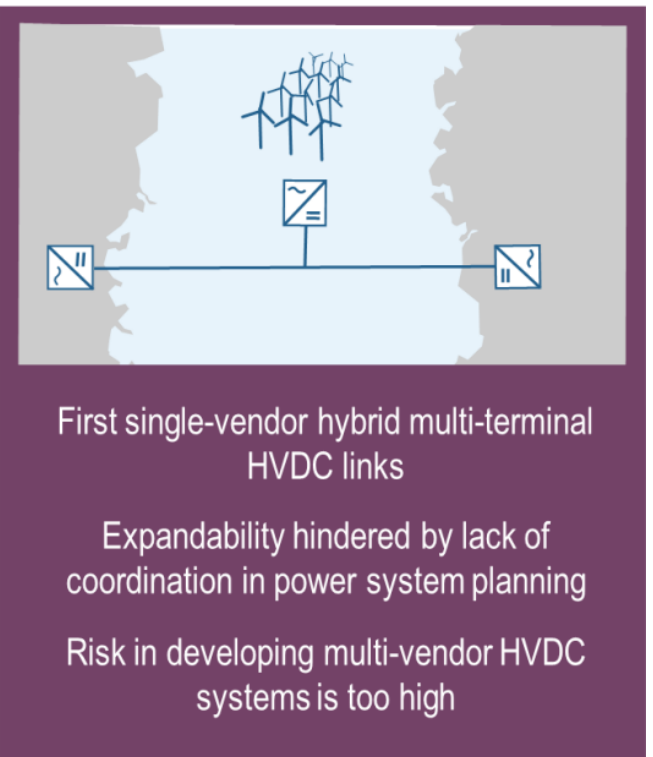 First single-vendor hybrid multi-terminal
HVDC links
Expandability hindered by lack of
coordination in power system planning
Risk in developing multi-vendor HVDC
systems is too high